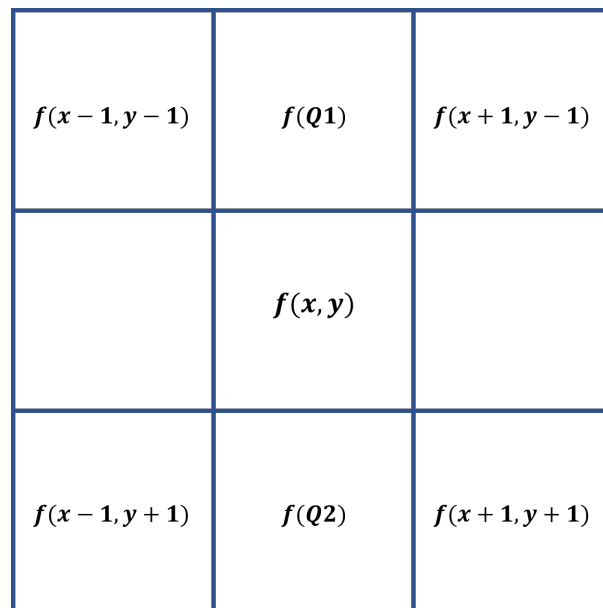 f(x − 1, y − 1) f(Q1) f(x + 1, y − 1)
f(x, y)
f(x − 1, y + 1) f(Q2) f(x + 1, y + 1)